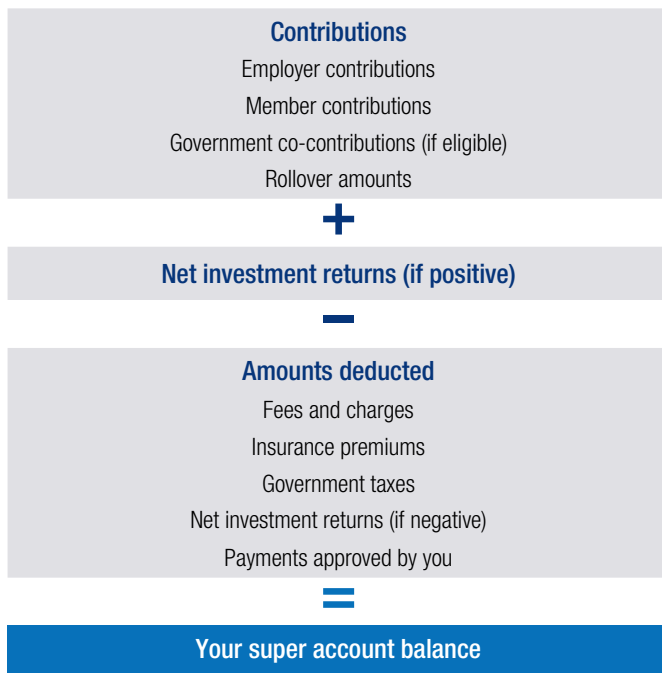 Contributions
Employer contributions
Member contributions
Government co-contributions (if eligible)
Rollover amounts
+
Net investment returns (if positive)
–
Amounts deducted
Fees and charges
Insurance premiums
Government taxes
Net investment returns (if negative)
Payments approved by you
=
Your super account balance